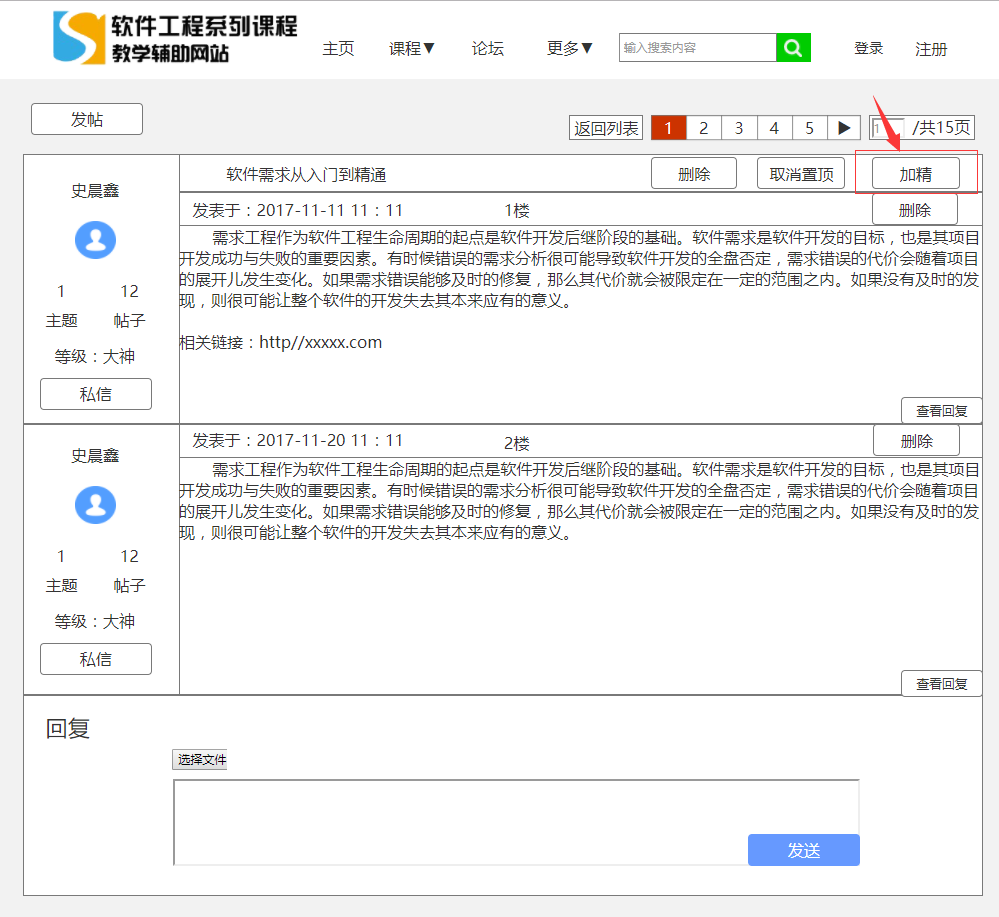 软件工程系列课程
教学辅助网站
主页 课程▼ 论坛 更多▼ 输入搜索内容 登录 注册
发帖
返回列表 1 2 3 4 5 ▶ 1 /共15页
史晨鑫
软件需求从入门到精通 删除 取消置顶 加精
发表于：2017-11-11 11：11 1楼 删除
需求工程作为软件工程生命周期的起点是软件开发后继阶段的基础。软件需求是软件开发的目标，也是其项目
开发成功与失败的重要因素。有时候错误的需求分析很可能导致软件开发的全盘否定，需求错误的代价会随着项目
的展开儿发生变化。如果需求错误能够及时的修复，那么其代价就会被限定在一定的范围之内。如果没有及时的发
现，则很可能让整个软件的开发失去其本来应有的意义。
相关链接：http//xxxxx.com
1 12
主题 帖子
等级：大神
私信
查看回复
史晨鑫
发表于：2017-11-20 11：11 2楼 删除
需求工程作为软件工程生命周期的起点是软件开发后继阶段的基础。软件需求是软件开发的目标，也是其项目
开发成功与失败的重要因素。有时候错误的需求分析很可能导致软件开发的全盘否定，需求错误的代价会随着项目
的展开儿发生变化。如果需求错误能够及时的修复，那么其代价就会被限定在一定的范围之内。如果没有及时的发
现，则很可能让整个软件的开发失去其本来应有的意义。
1 12
主题 帖子
等级：大神
私信
查看回复
回复
选择文件
发送